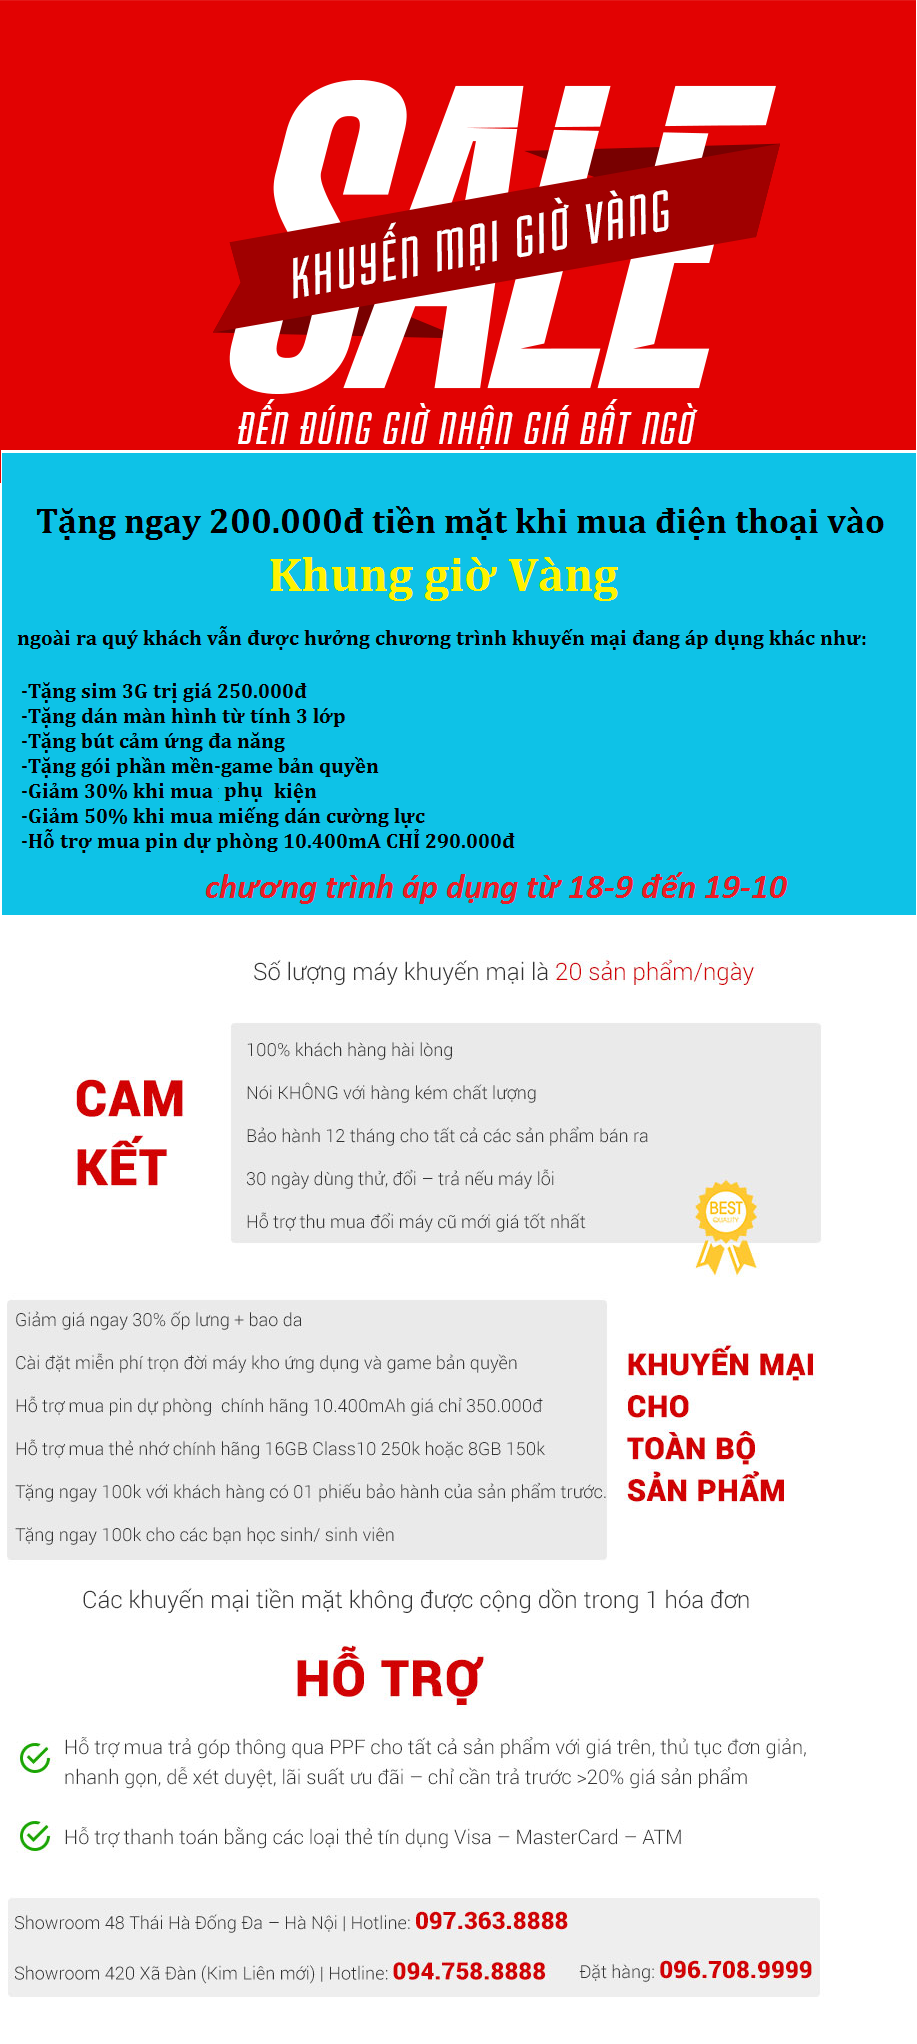 SALE
KHUYẾN MẠI GIỜ VÀNG
ĐẾN ĐÚNG GIỜ NHẬN GIÁ BẤT NGỜ
Tặng ngay 200.000đ tiền mặt khi mua điện thoại vào
Khung giờ Vàng
ngoài ra quý khách vẫn được hưởng chương trình khuyến mại đang áp dụng khác như:
-Tặng sim 3G trị giá 250.000đ
-Tặng dán màn hình từ tính 3 lớp
-Tặng bút cảm ứng đa năng
-Tặng gói phần mền-game bản quyền
-Giảm 30% khi mua phụ kiện
-Giảm 50% khi mua miếng dán cường lực
-Hỗ trợ mua pin dự phòng 10.400mA CHỈ 290.000đ
chương trình áp dụng từ 18-9 đến 19-10
Số lượng máy khuyến mại là 20 sản phẩm/ngày
CAM
KẾT
100% khách hàng hài lòng
Nói KHÔNG với hàng kém chất lượng
Bảo hành 12 tháng cho tất cả các sản phẩm bán ra
30 ngày dùng thử, đổi – trả nếu máy lỗi
Hỗ trợ thu mua đổi máy cũ mới giá tốt nhất
BEST
QUALITY
Giảm giá ngay 30% ốp lưng + bao da
Cài đặt miễn phí trọn đời máy kho ứng dụng và game bản quyền
Hỗ trợ mua pin dự phòng chính hãng 10.400mAh giá chỉ 350.000đ
Hỗ trợ mua thẻ nhớ chính hãng 16GB Class10 250k hoặc 8GB 150k
Tặng ngay 100k với khách hàng có 01 phiếu bảo hành của sản phẩm trước.
Tặng ngay 100k cho các bạn học sinh/ sinh viên
KHUYẾN MẠI
CHO
TOÀN BỘ
SẢN PHẨM
Các khuyến mại tiền mặt không được cộng dồn trong 1 hóa đơn
HỖ TRỢ
Hỗ trợ mua trả góp thông qua PPF cho tất cả sản phẩm với giá trên, thủ tục đơn giản,
nhanh gọn, dễ xét duyệt, lãi suất ưu đãi – chỉ cần trả trước >20% giá sản phẩm
Hỗ trợ thanh toán bằng các loại thẻ tín dụng Visa – MasterCard – ATM
Showroom 48 Thái Hà Đống Đa – Hà Nội | Hotline: 097.363.8888
Showroom 420 Xã Đàn (Kim Liên mới) | Hotline: 094.758.8888 Đặt hàng: 096.708.9999